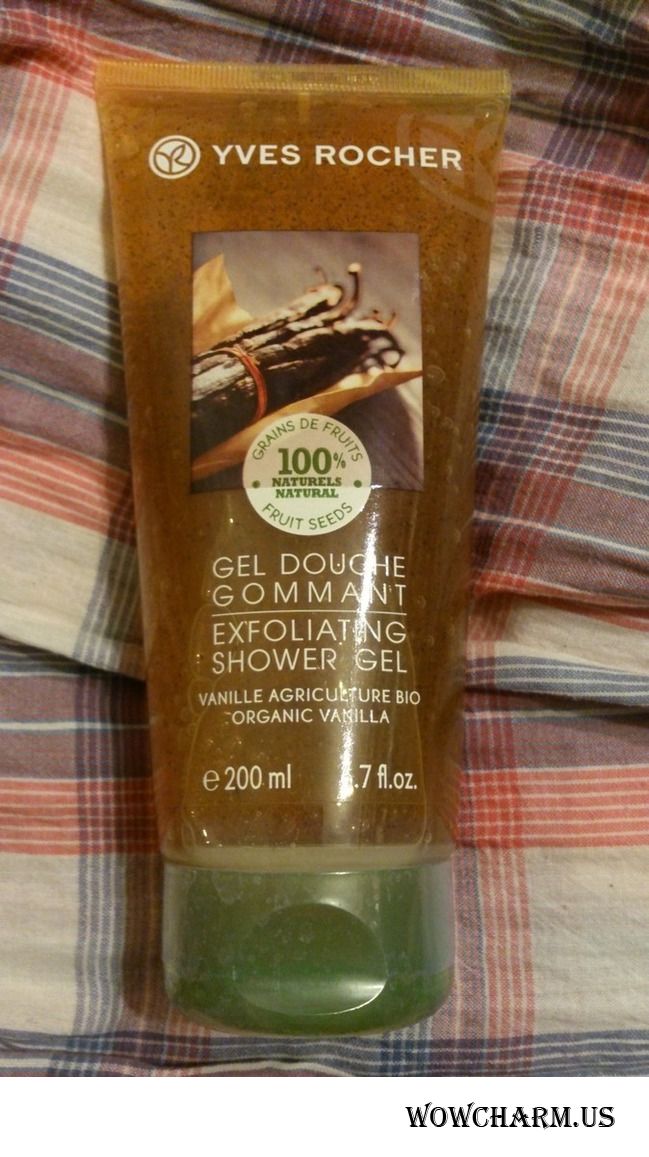 YVES ROCHER
GRAINS DE FRUITS
100%
NATURELS
NATURAL
FRUIT SEEDS
GEL DOUCHE
GOMMANT
EXFOLIATING
SHOWER GEL
VANILLE AGRICULTURE BIO
ORGANIC VANILLA
e 200 ml .7 fl.oz.
WOWCHARM.US